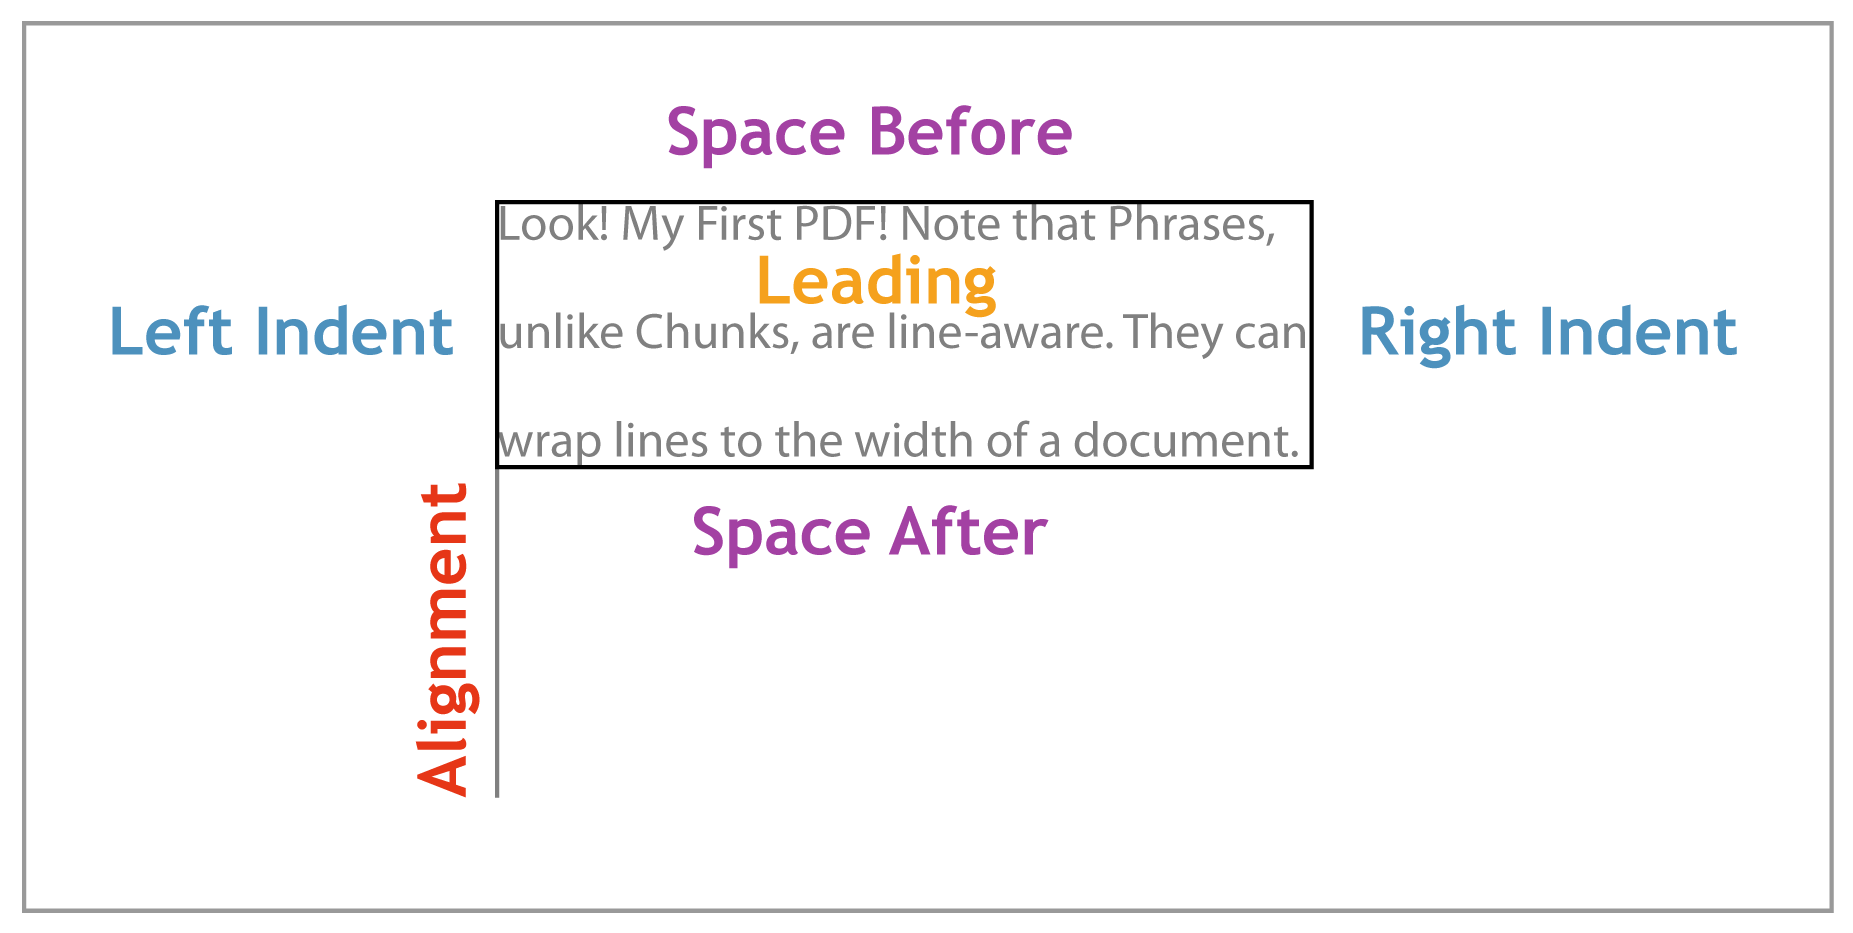 Space Before
Look! My First PDF! Note that Phrases,
Leading
Left Indent
unlike Chunks, are line-aware. They can
Right Indent
wrap lines to the width of a document.
Space After
Alignment